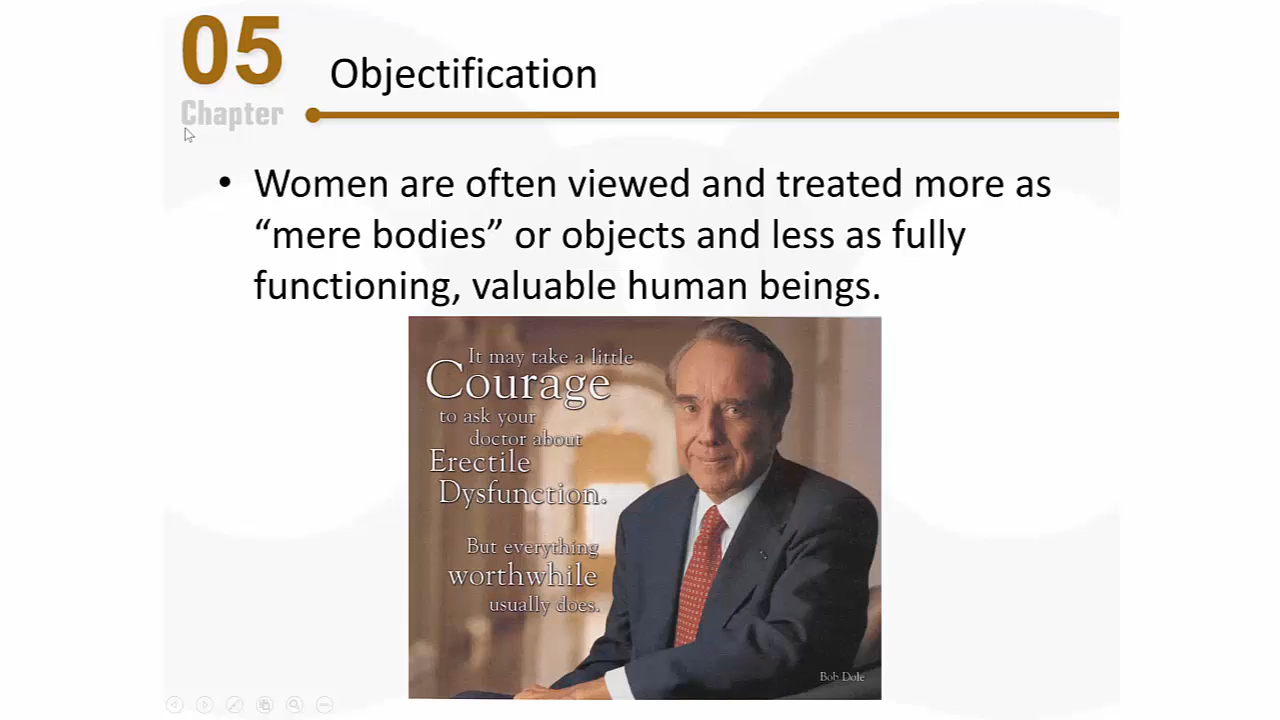 05
Chapter
Objectification
• Women are often viewed and treated more as
“mere bodies” or objects and less as fully
functioning, valuable human beings.
It may take a little
Courage
to ask your
doctor about
Erectile
Dysfunction.
But everything
worthwhile
usually does.
Bob Dole